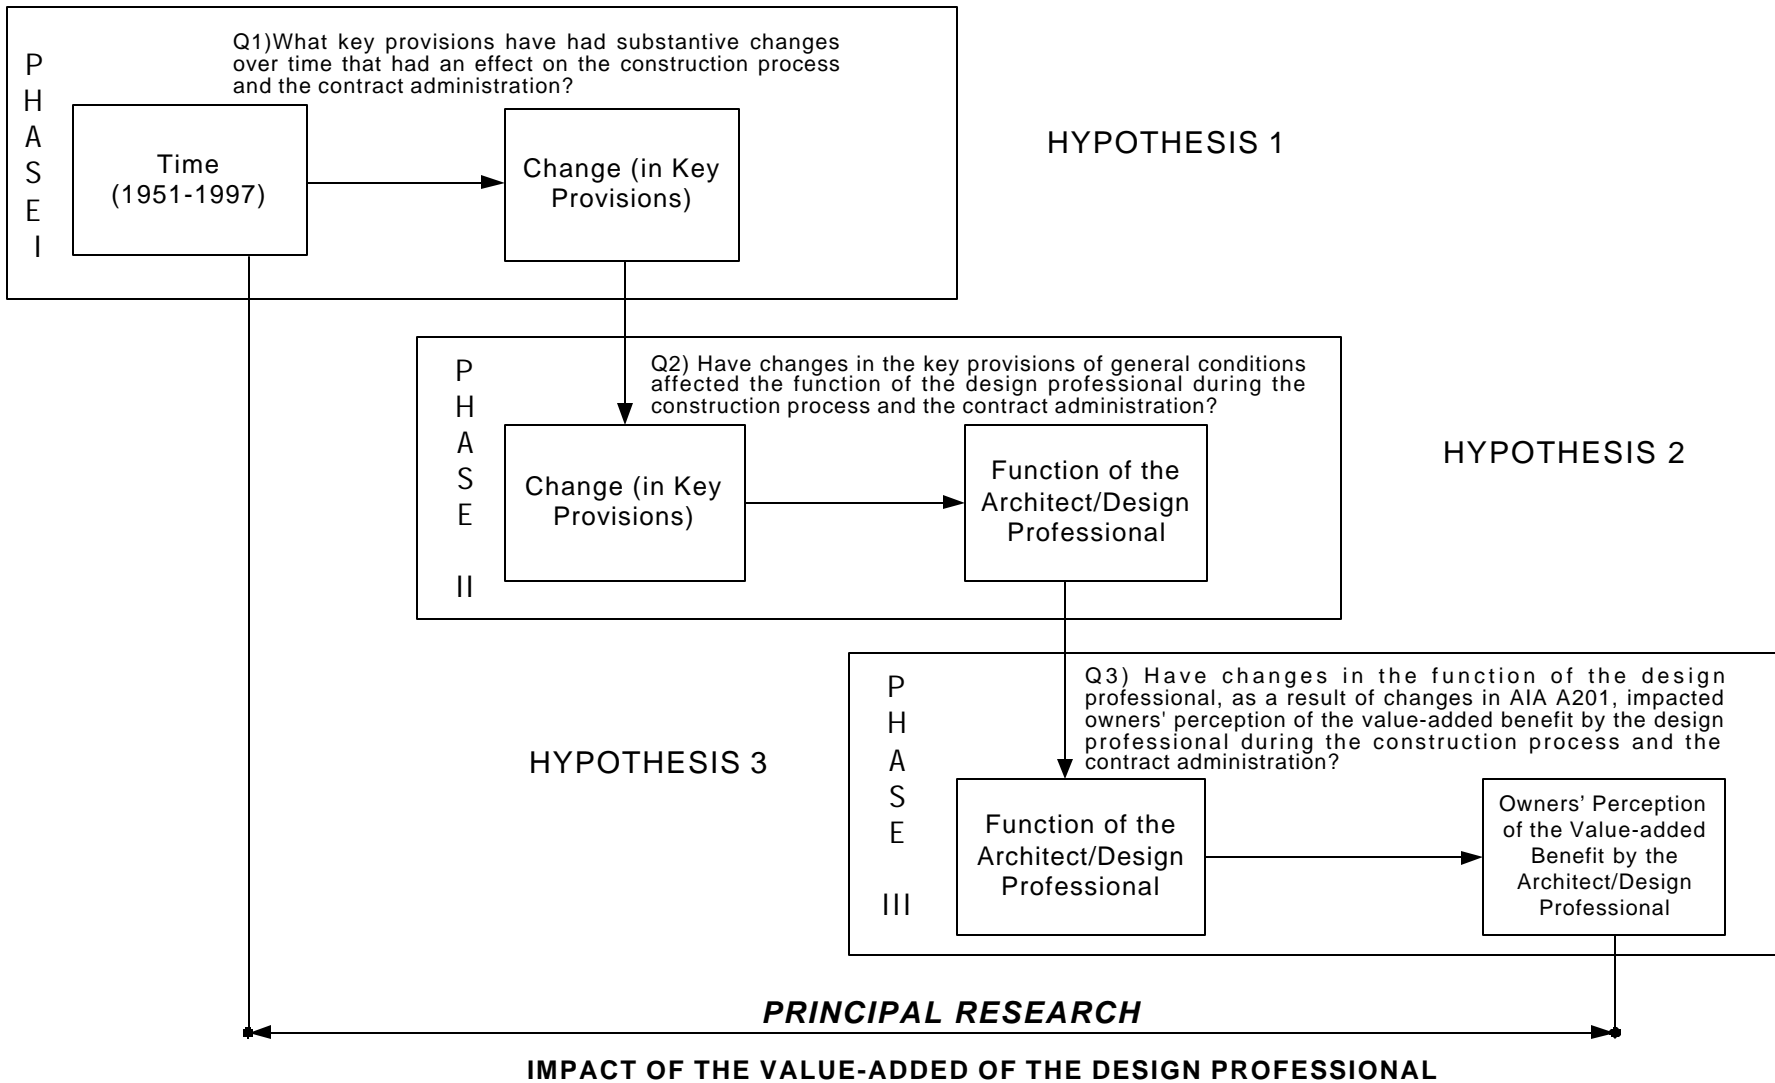 Q1)What key provisions have had substantive changes
over time that had an effect on the construction process
and the contract administration?
P
H
A
S
E
I
Time
(1951-1997)
Change (in Key
Provisions)
HYPOTHESIS 1
P
H
A
S
E
II
Q2) Have changes in the key provisions of general conditions
affected the function of the design professional during the
construction process and the contract administration?
Change (in Key
Provisions)
Function of the
Architect/Design
Professional
HYPOTHESIS 2
HYPOTHESIS 3
P
H
A
S
E
III
Q3) Have changes in the function of the design
professional, as a result of changes in AIA A201, impacted
owners' perception of the value-added benefit by the design
professional during the construction process and the
contract administration?
Function of the
Architect/Design
Professional
Owners’ Perception
of the Value-added
Benefit by the
Architect/Design
Professional
PRINCIPAL RESEARCH
IMPACT OF THE VALUE-ADDED OF THE DESIGN PROFESSIONAL